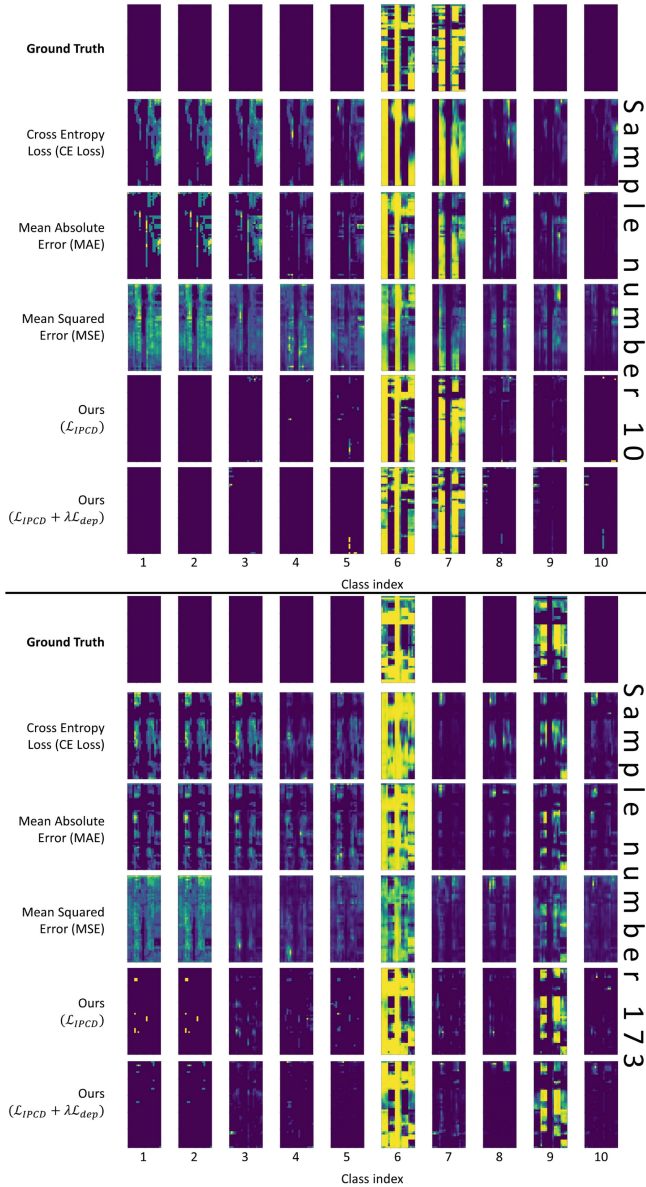 Ground Truth
Cross Entropy
Loss (CE Loss)
Mean Absolute
Error (MAE)
Mean Squared
Error (MSE)
Ours
(ℒ_IPCD)
Ours
(ℒ_IPCD + λℒ_dep)
1 2 3 4 5 6 7 8 9 10
Class index
Sample number 10
Ground Truth
Cross Entropy
Loss (CE Loss)
Mean Absolute
Error (MAE)
Mean Squared
Error (MSE)
Ours
(ℒ_IPCD)
Ours
(ℒ_IPCD + λℒ_dep)
1 2 3 4 5 6 7 8 9 10
Class index
Sample number 173